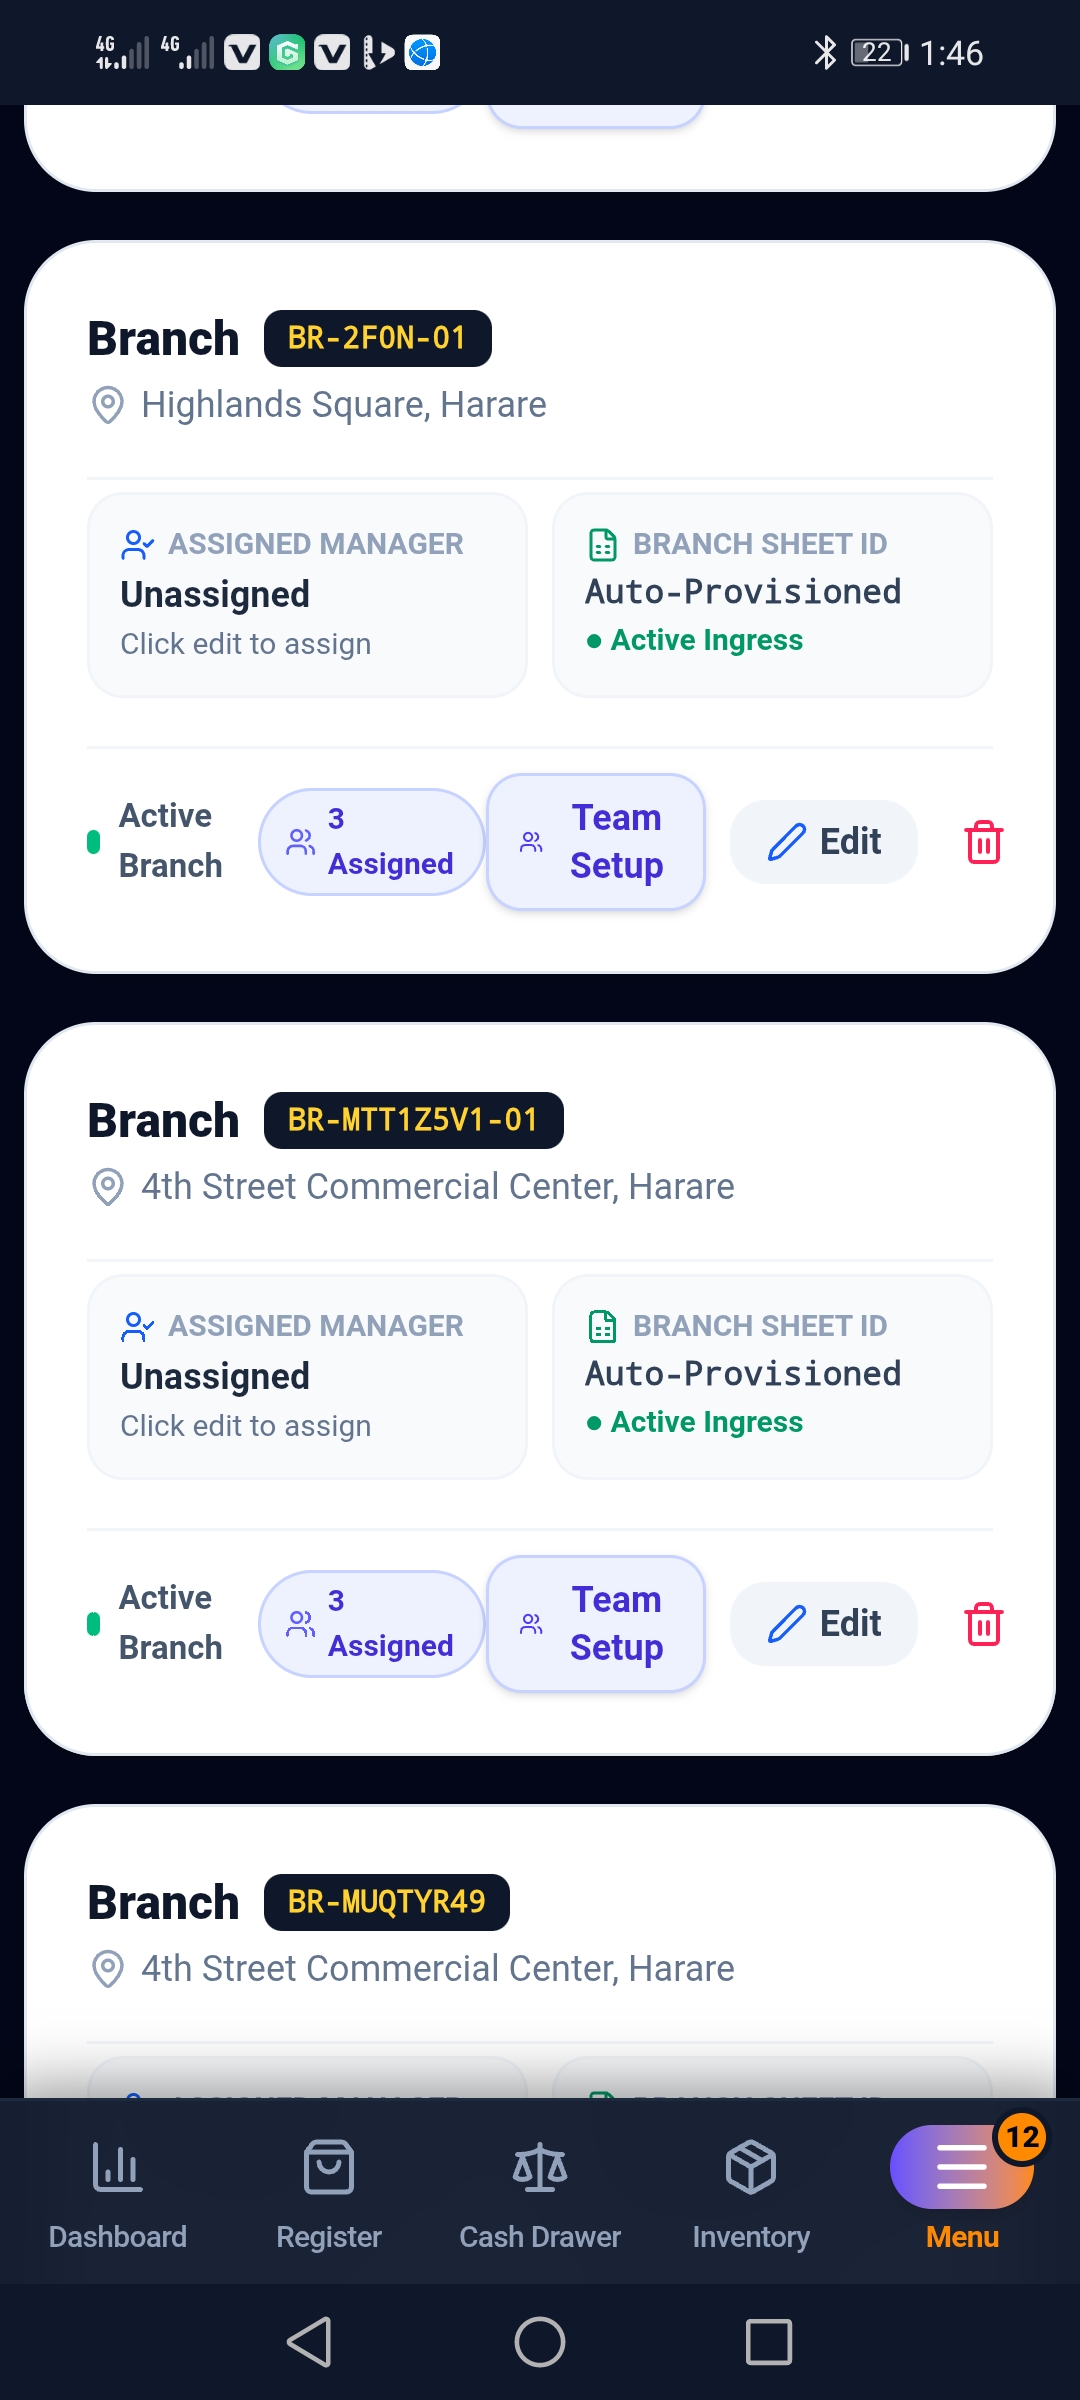 4G 4G 22 1:46
Branch BR-2F0N-01
Highlands Square, Harare
ASSIGNED MANAGER
Unassigned
Click edit to assign
BRANCH SHEET ID
Auto-Provisioned
Active Ingress
Active
Branch
3
Assigned
Team
Setup
Edit
Branch BR-MTT1Z5V1-01
4th Street Commercial Center, Harare
ASSIGNED MANAGER
Unassigned
Click edit to assign
BRANCH SHEET ID
Auto-Provisioned
Active Ingress
Active
Branch
3
Assigned
Team
Setup
Edit
Branch BR-MUQTYR49
4th Street Commercial Center, Harare
12
Dashboard
Register
Cash Drawer
Inventory
Menu